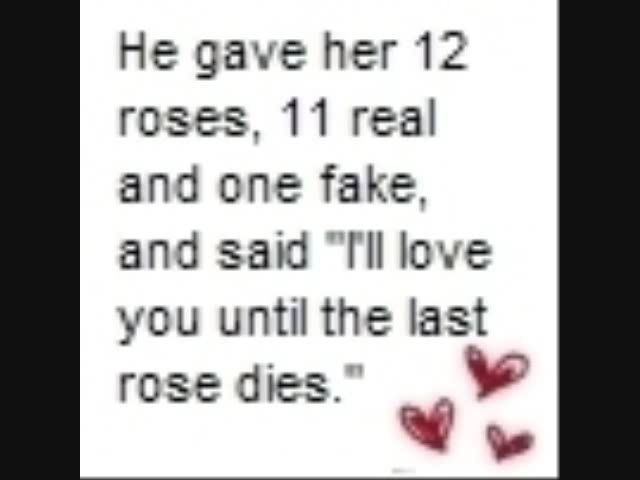 He gave her 12
roses, 11 real
and one fake,
and said "I'll love
you until the last
rose dies."